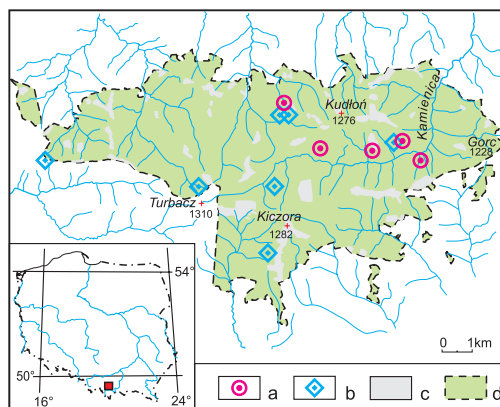 Kudłoń
1276
Kamienica
Gorc
1228
Turbacz
1310
Kiczora
1282
0 1km
54°
50°
16° 24°
a b c d